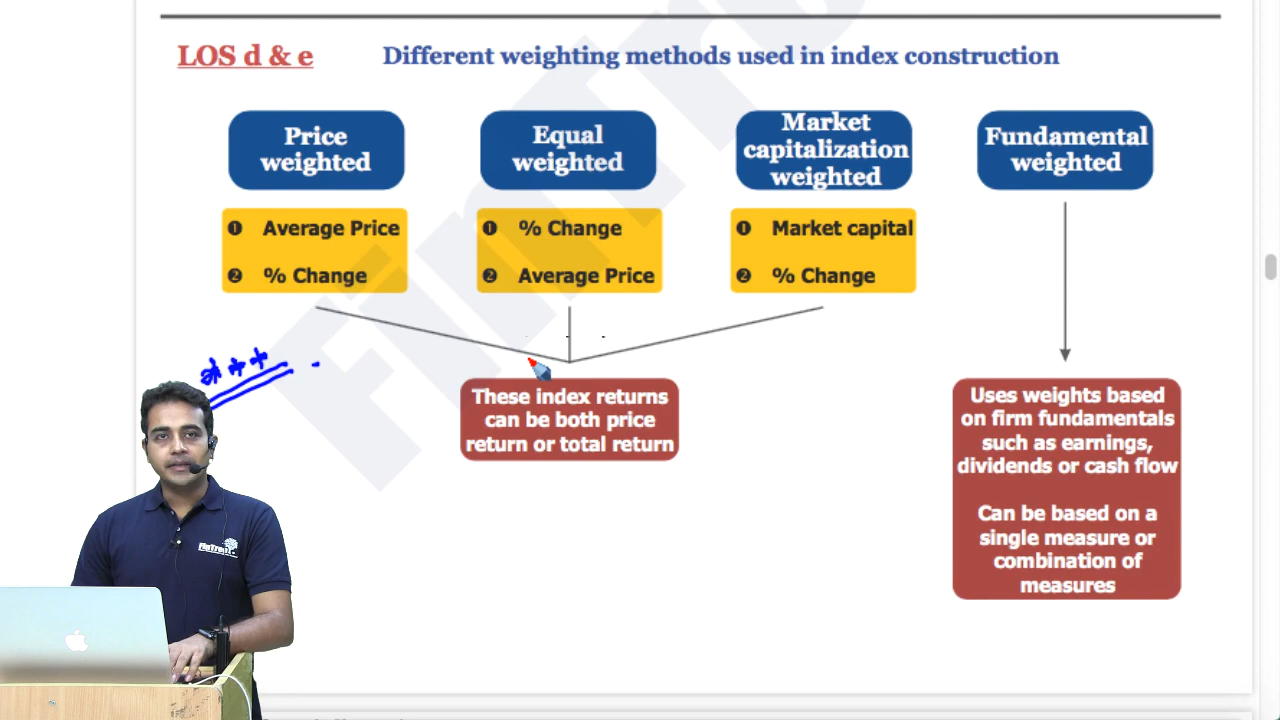 LOS d & e
Different weighting methods used in index construction
Price
weighted
Equal
weighted
Market
capitalization
weighted
Fundamental
weighted
❶ Average Price
❷ % Change
❶ % Change
❷ Average Price
❶ Market capital
❷ % Change
These index returns
can be both price
return or total return
Uses weights based
on firm fundamentals
such as earnings,
dividends or cash flow
Can be based on a
single measure or
combination of
measures
FinTree